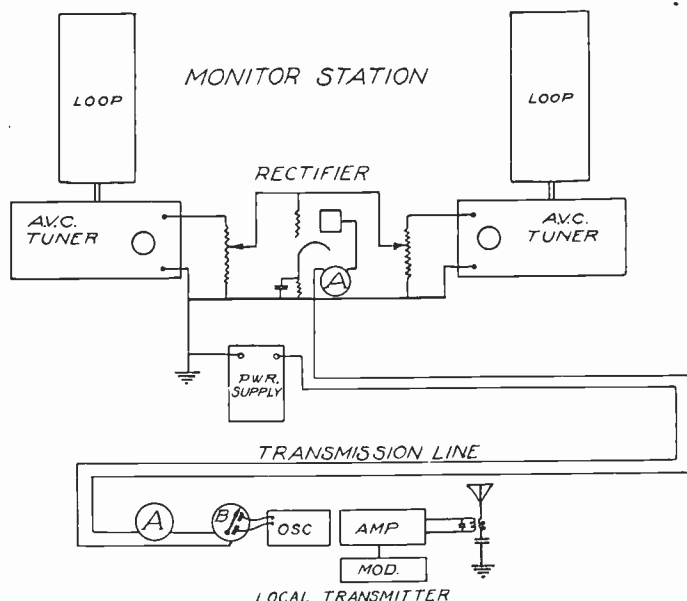 MONITOR STATION
LOOP
LOOP
RECTIFIER
A.V.C.
TUNER
A.V.C.
TUNER
A
PWR.
SUPPLY
TRANSMISSION LINE
A
B
OSC
AMP
MOD.
LOCAL TRANSMITTER